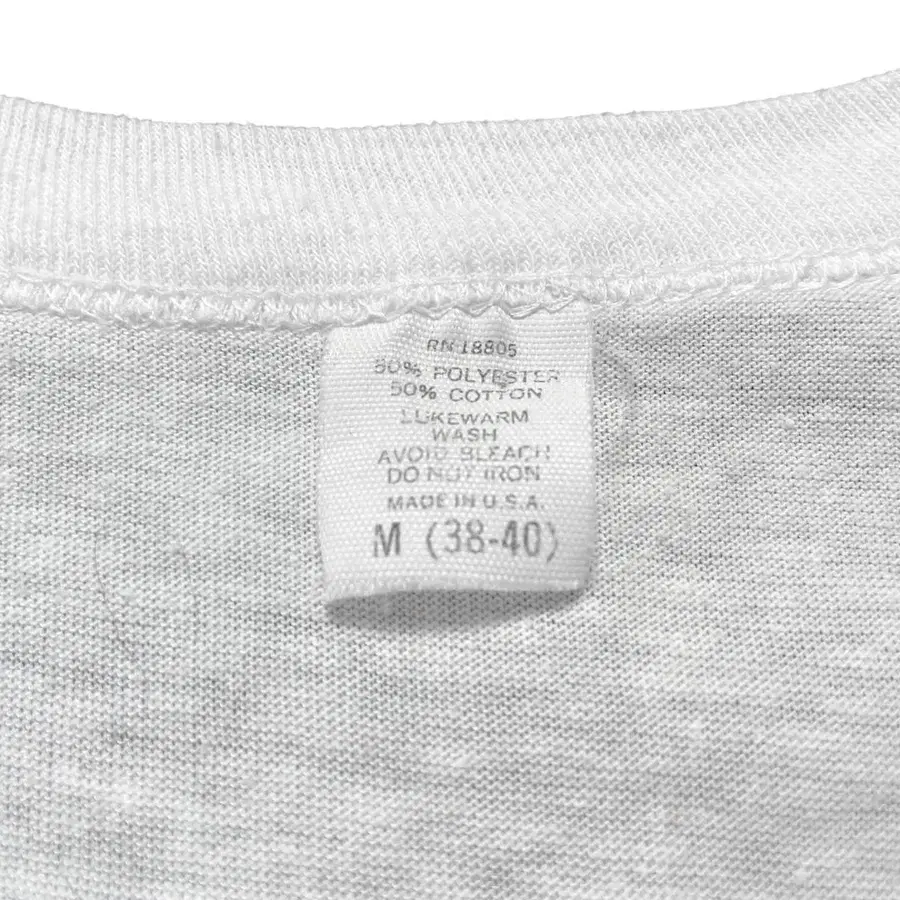 RN 18805
50% POLYESTER
50% COTTON
LUKEWARM
WASH
AVOID BLEACH
DO NOT IRON
MADE IN U.S.A.
M (38-40)